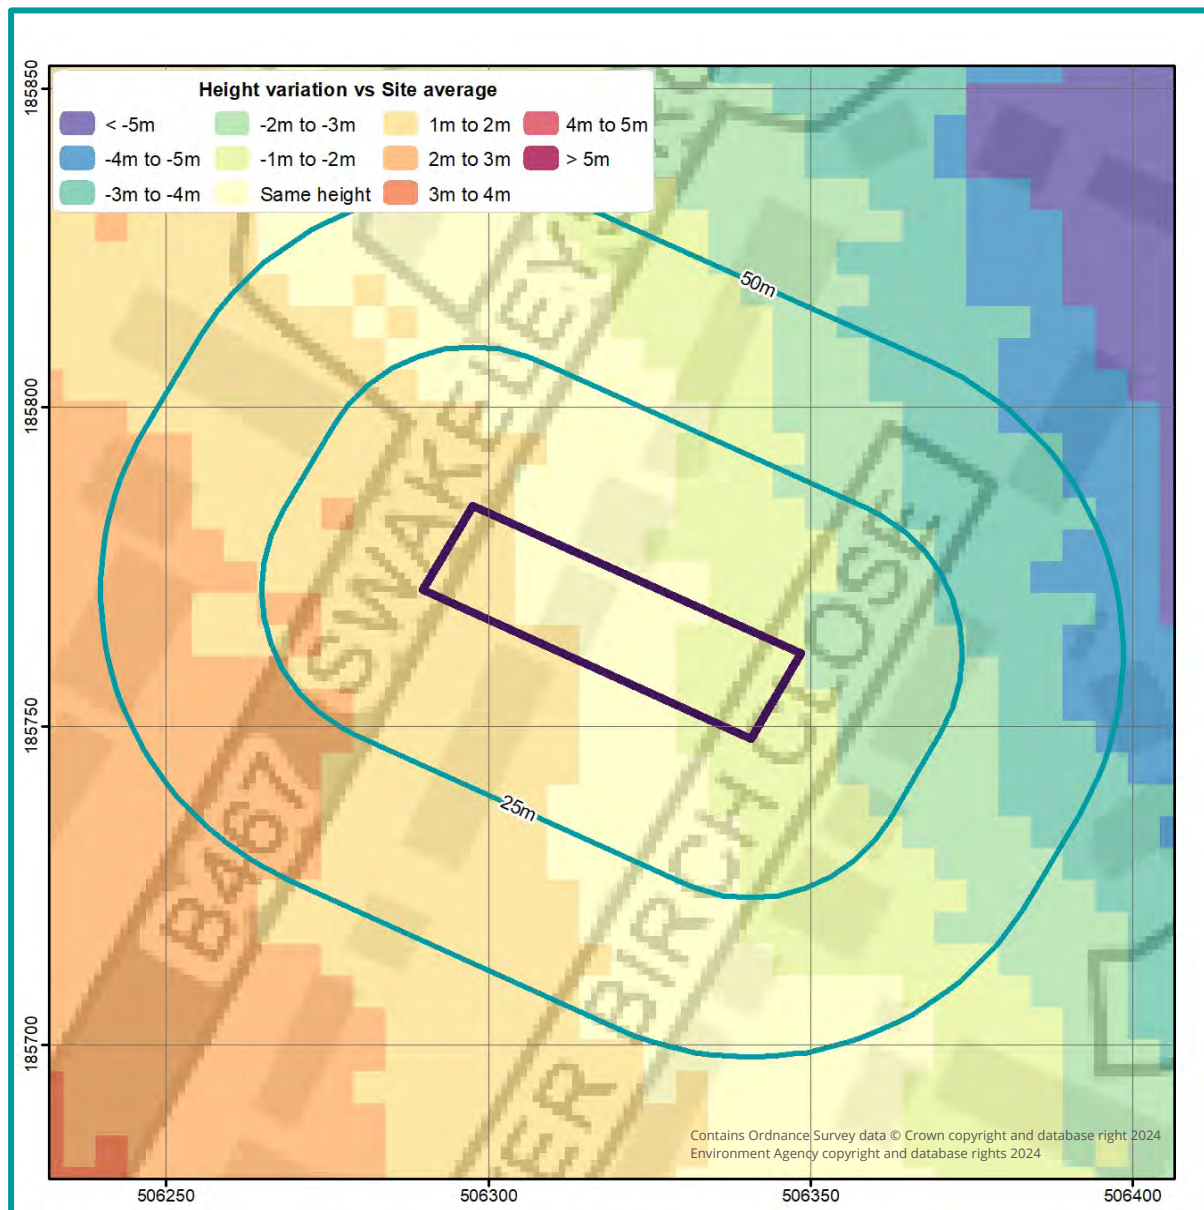 Height variation vs Site average
< -5m
-2m to -3m
1m to 2m
4m to 5m
-4m to -5m
-1m to -2m
2m to 3m
> 5m
-3m to -4m
Same height
3m to 4m
185850
185800
185750
185700
50m
25m
SWAKELEYS
B467
BIRCH CLOSE
ER
Contains Ordnance Survey data © Crown copyright and database right 2024
Environment Agency copyright and database rights 2024
506250
506300
506350
506400